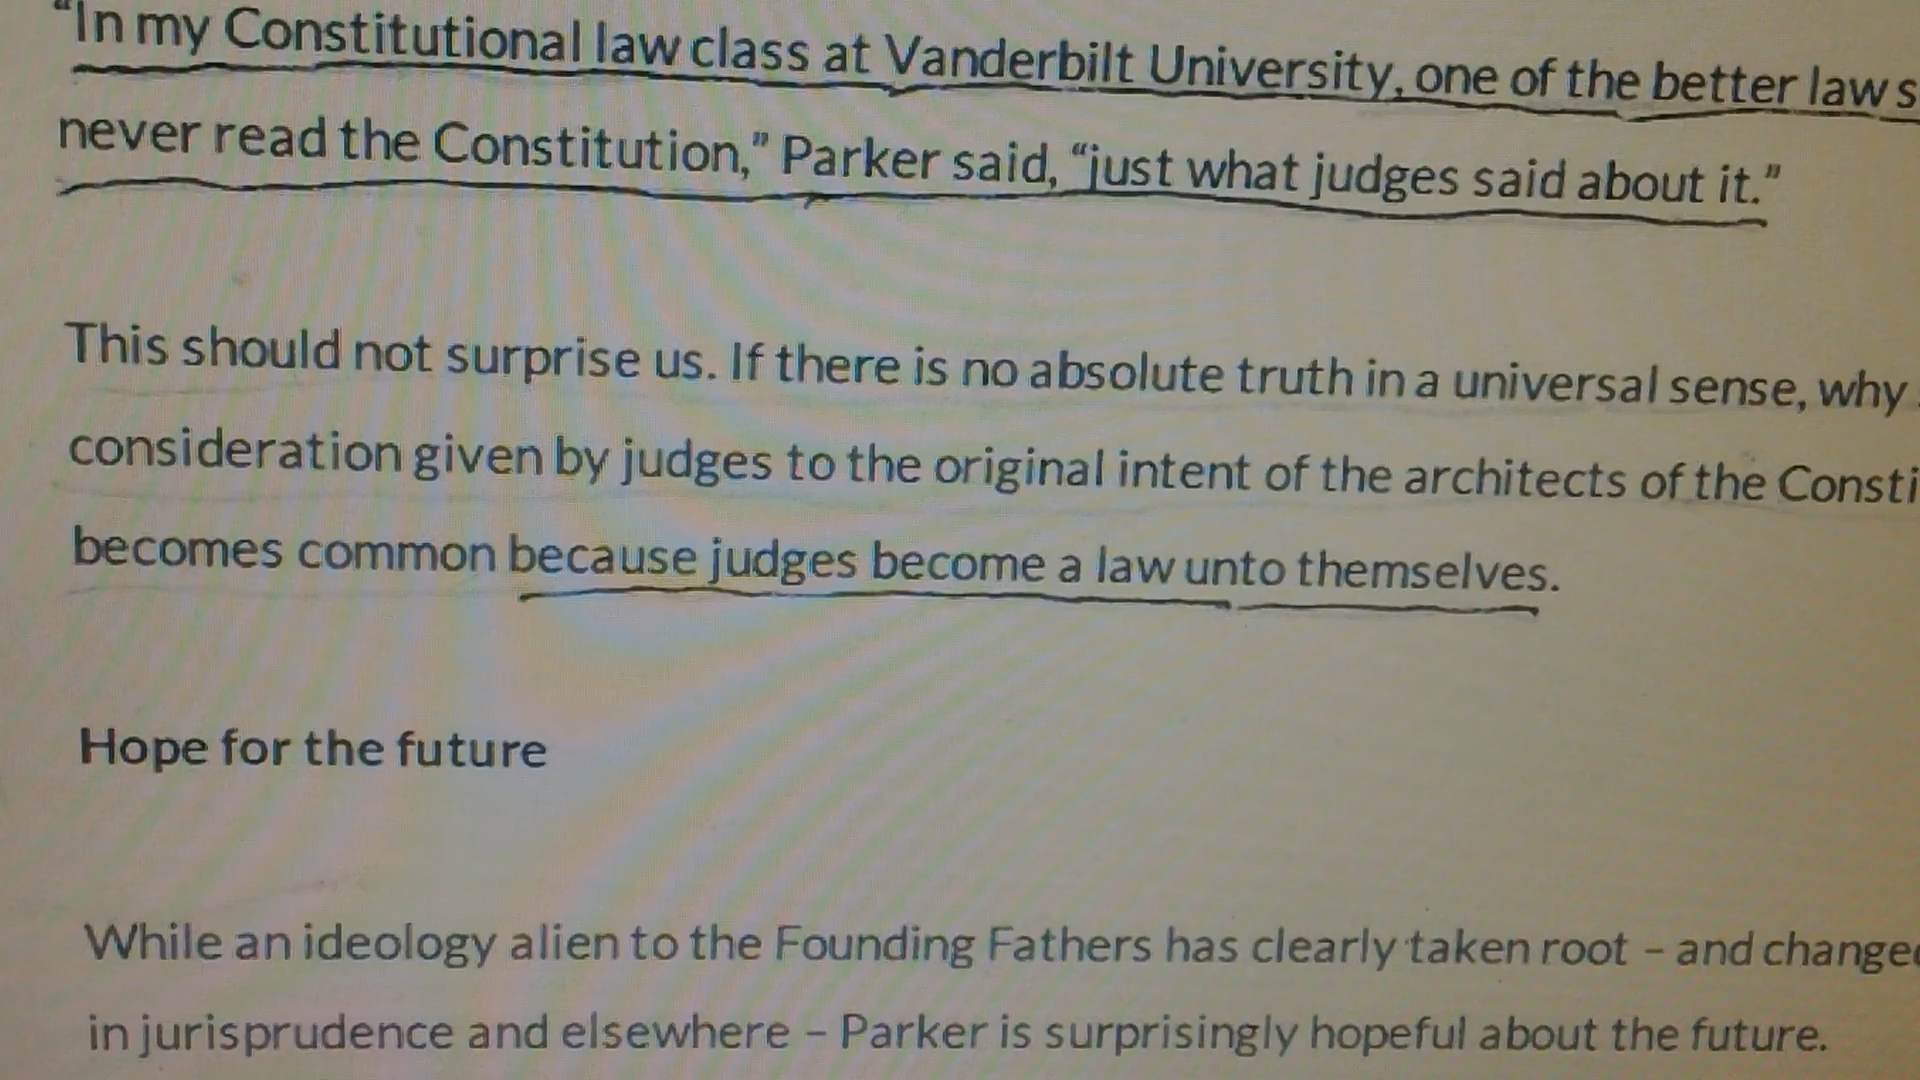 "In my Constitutional law class at Vanderbilt University, one of the better law
never read the Constitution," Parker said, "just what judges said about it."
This should not surprise us. If there is no absolute truth in a universal sense, why
consideration given by judges to the original intent of the architects of the Consti
becomes common because judges become a law unto themselves.
Hope for the future
While an ideology alien to the Founding Fathers has clearly taken root – and change
in jurisprudence and elsewhere – Parker is surprisingly hopeful about the future.